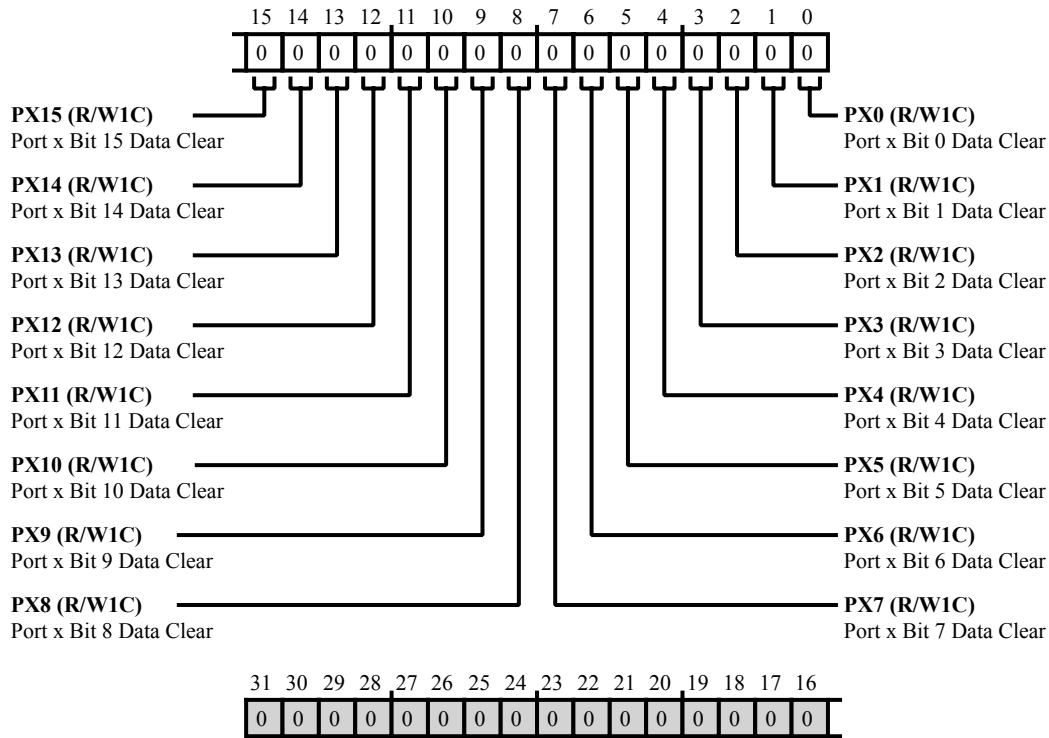 15 14 13 12 11 10 9 8 7 6 5 4 3 2 1 0
0 0 0 0 0 0 0 0 0 0 0 0 0 0 0 0
PX15 (R/W1C)
Port x Bit 15 Data Clear
PX14 (R/W1C)
Port x Bit 14 Data Clear
PX13 (R/W1C)
Port x Bit 13 Data Clear
PX12 (R/W1C)
Port x Bit 12 Data Clear
PX11 (R/W1C)
Port x Bit 11 Data Clear
PX10 (R/W1C)
Port x Bit 10 Data Clear
PX9 (R/W1C)
Port x Bit 9 Data Clear
PX8 (R/W1C)
Port x Bit 8 Data Clear
PX0 (R/W1C)
Port x Bit 0 Data Clear
PX1 (R/W1C)
Port x Bit 1 Data Clear
PX2 (R/W1C)
Port x Bit 2 Data Clear
PX3 (R/W1C)
Port x Bit 3 Data Clear
PX4 (R/W1C)
Port x Bit 4 Data Clear
PX5 (R/W1C)
Port x Bit 5 Data Clear
PX6 (R/W1C)
Port x Bit 6 Data Clear
PX7 (R/W1C)
Port x Bit 7 Data Clear
31 30 29 28 27 26 25 24 23 22 21 20 19 18 17 16
0 0 0 0 0 0 0 0 0 0 0 0 0 0 0 0